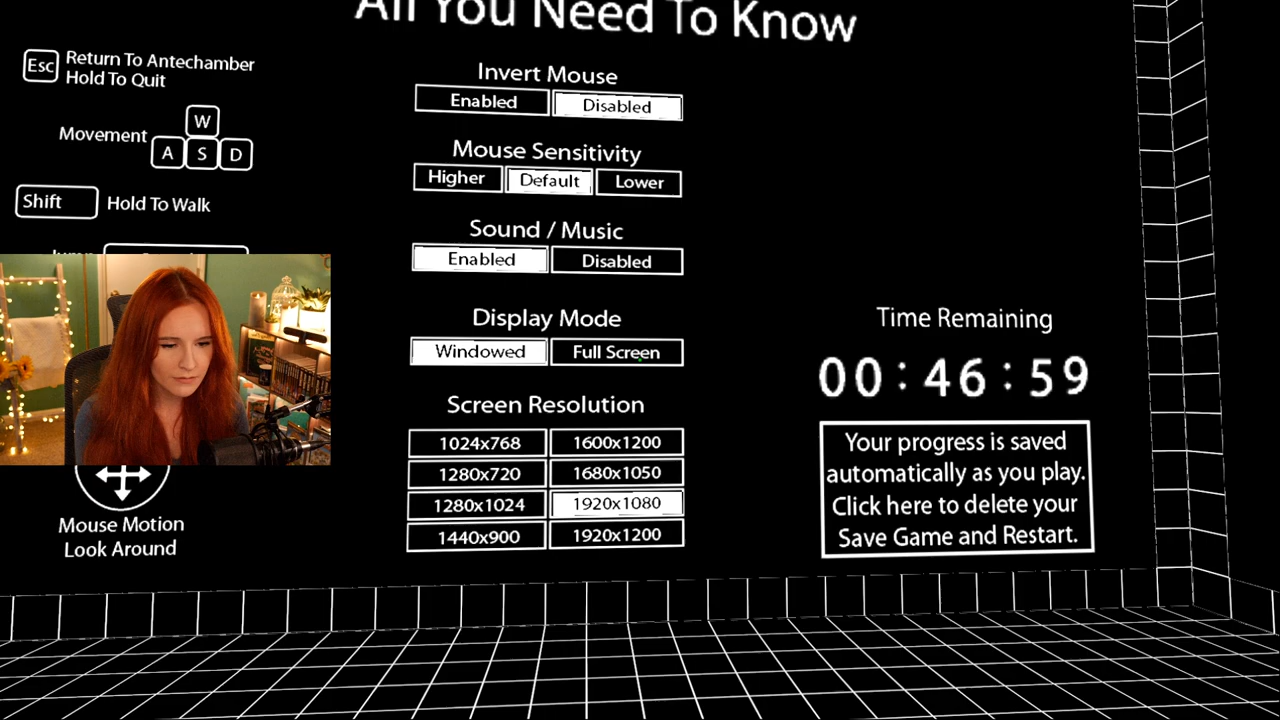 All You Need To Know
Esc
Return To Antechamber
Hold To Quit
Movement
W
A
S
D
Shift
Hold To Walk
Mouse Motion
Look Around
Invert Mouse
Enabled
Disabled
Mouse Sensitivity
Higher
Default
Lower
Sound / Music
Enabled
Disabled
Display Mode
Windowed
Full Screen
Screen Resolution
1024x768
1600x1200
1280x720
1680x1050
1280x1024
1920x1080
1440x900
1920x1200
Time Remaining
00:46:59
Your progress is saved
automatically as you play.
Click here to delete your
Save Game and Restart.